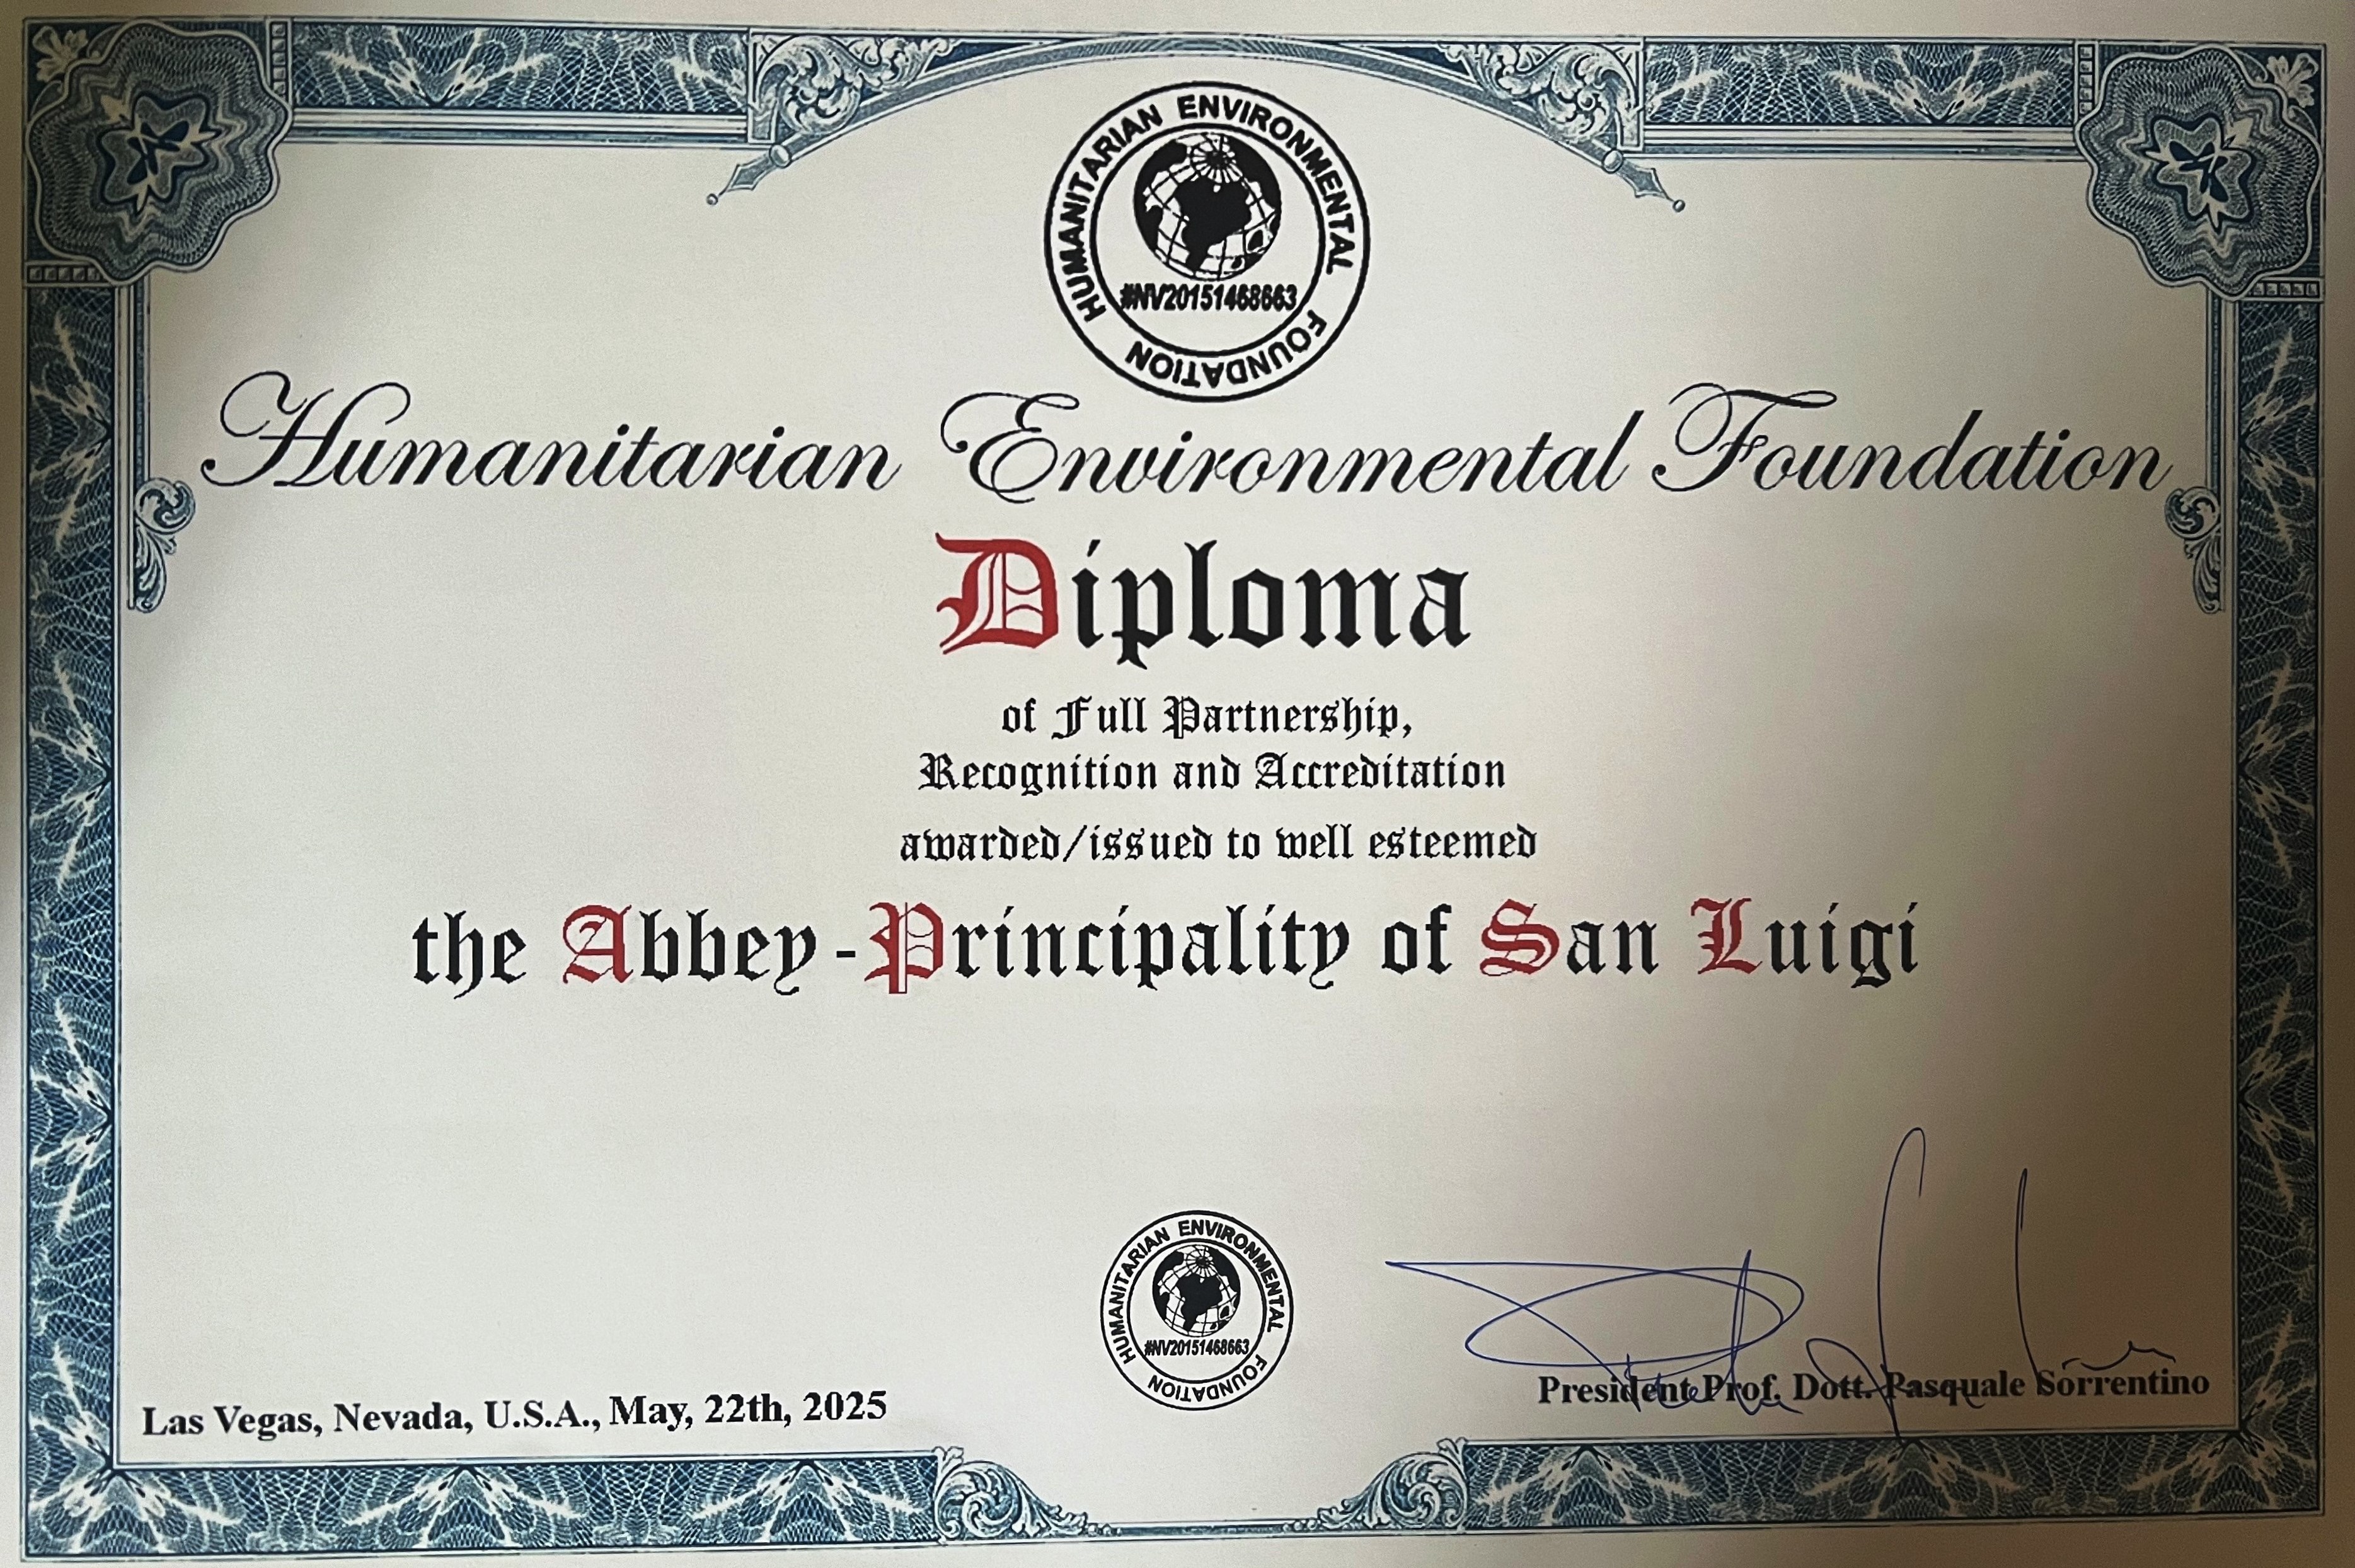 HUMANITARIAN ENVIRONMENTAL FOUNDATION
#NV20151468663
Humanitarian Environmental Foundation
Diploma
of Full Partnership,
Recognition and Accreditation
awarded/issued to well esteemed
the Abbey-Principality of San Luigi
HUMANITARIAN ENVIRONMENTAL FOUNDATION
#NV20151468663
Las Vegas, Nevada, U.S.A., May, 22th, 2025
President Prof. Dott. Pasquale Sorrentino